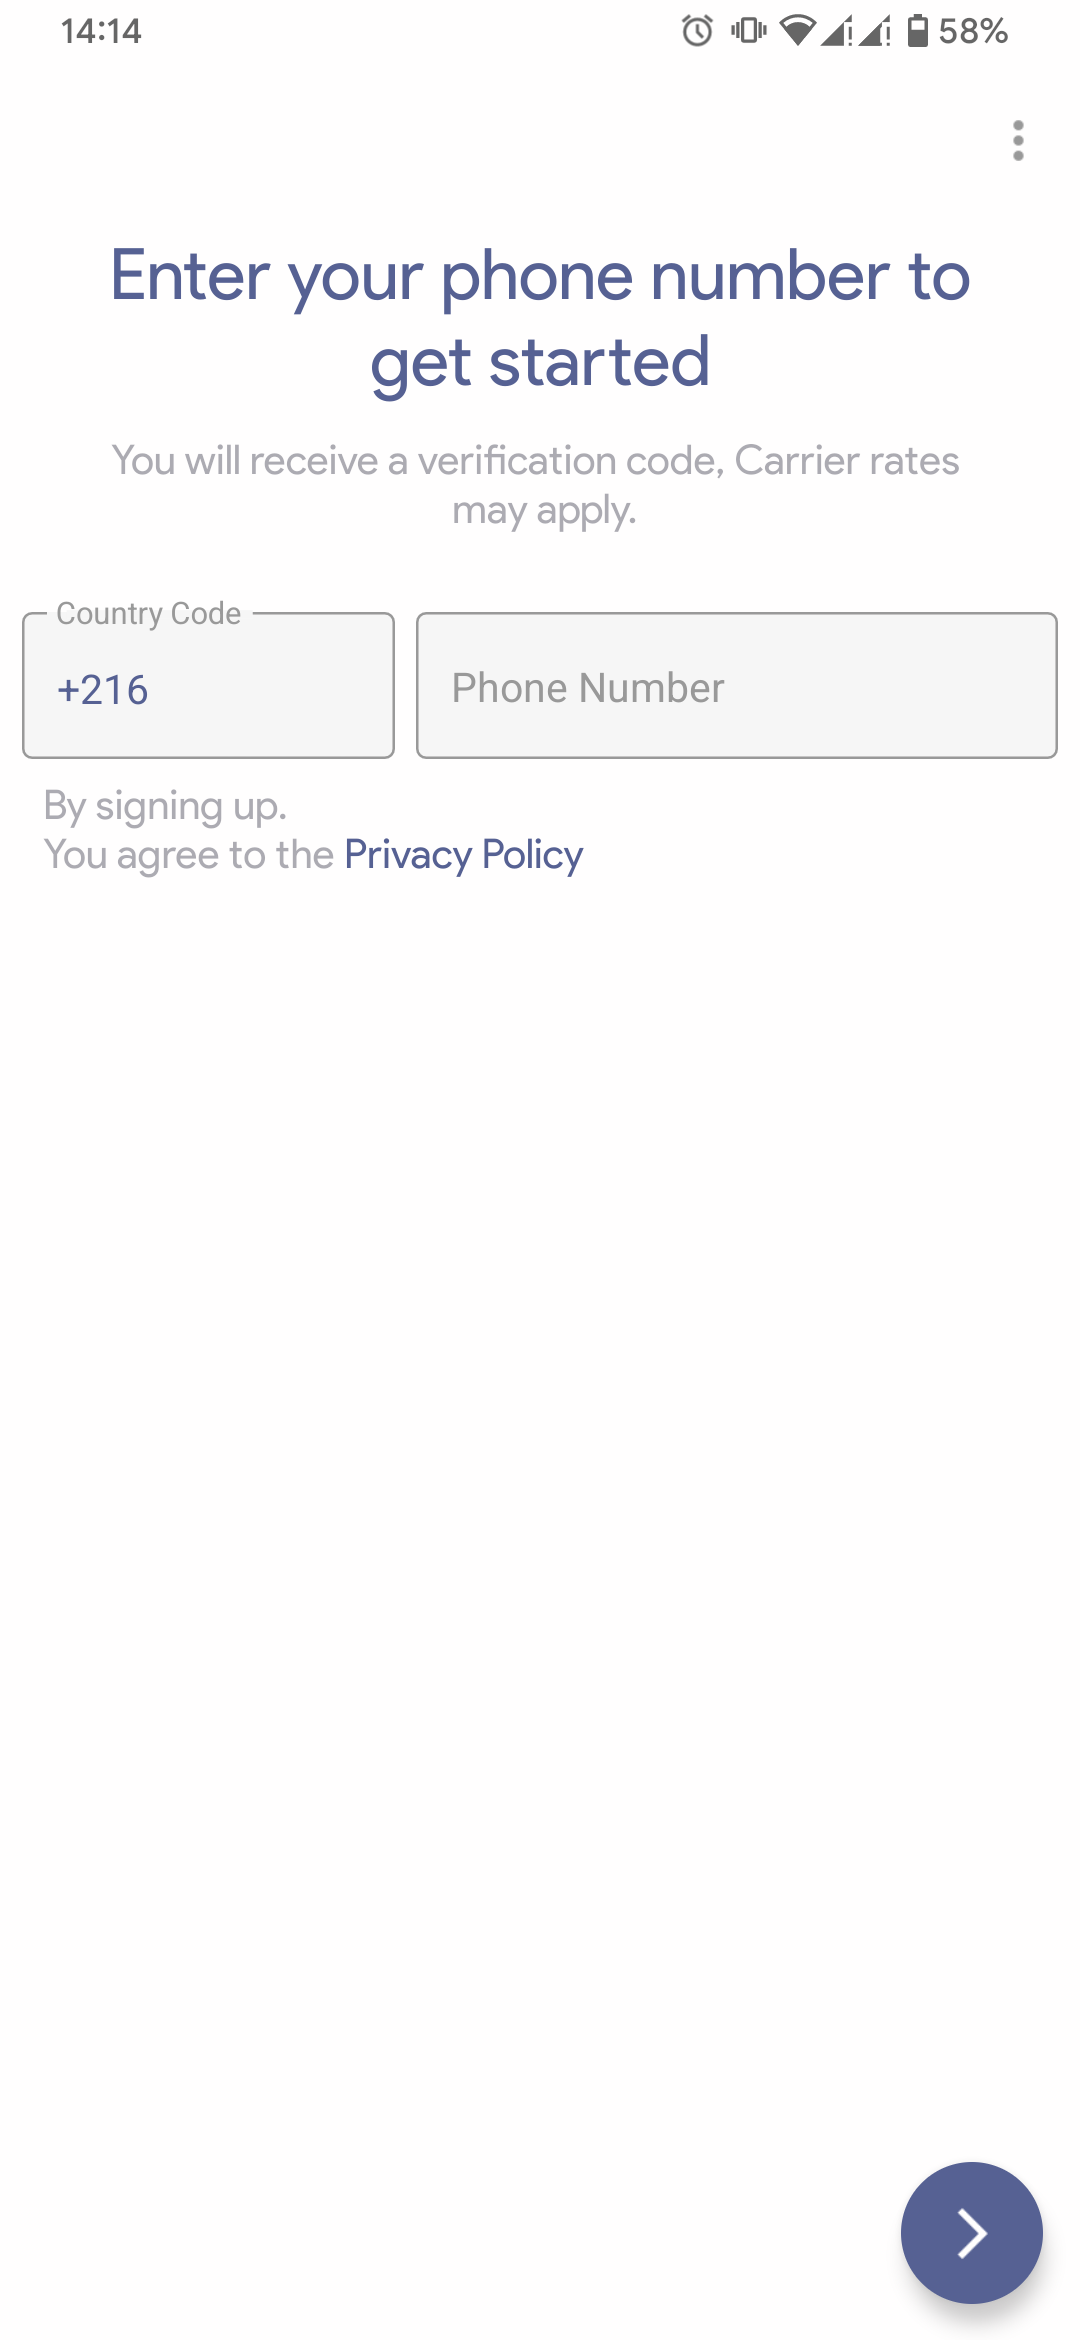 14:14
58%
Enter your phone number to
get started
You will receive a verification code, Carrier rates
may apply.
Country Code
+216
Phone Number
By signing up.
You agree to the Privacy Policy